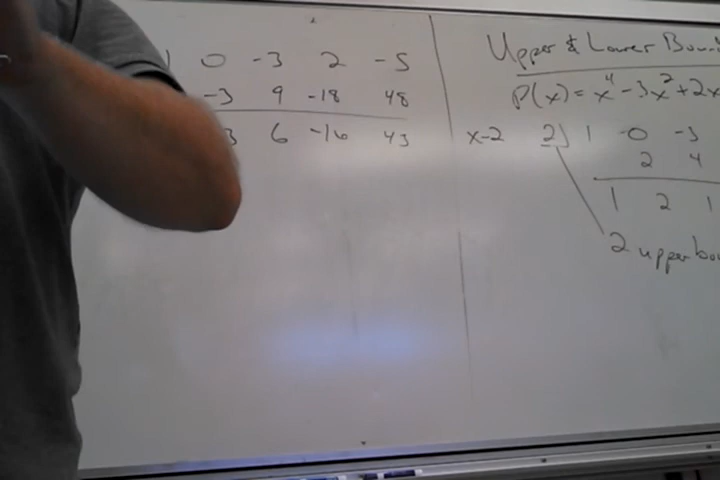 1 0 -3 2 -5
-3 9 -18 48
3 6 -16 43
Upper & Lower Boun
P(x) = x⁴ - 3x² + 2x
x-2 2) 1 -0 -3
2 4
1 2 1
2 upper bou